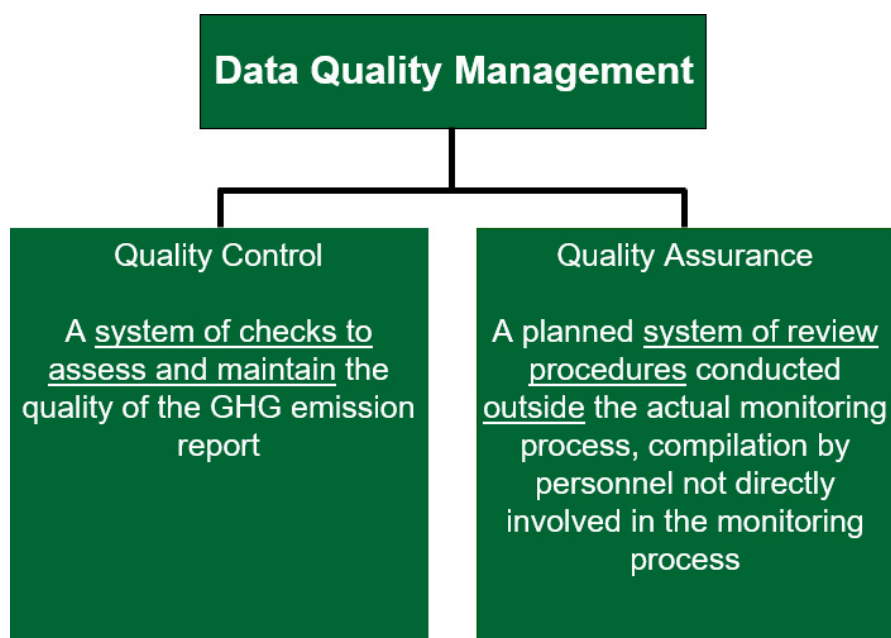 Data Quality Management
Quality Control
A system of checks to
assess and maintain the
quality of the GHG emission
report
Quality Assurance
A planned system of review
procedures conducted
outside the actual monitoring
process, compilation by
personnel not directly
involved in the monitoring
process